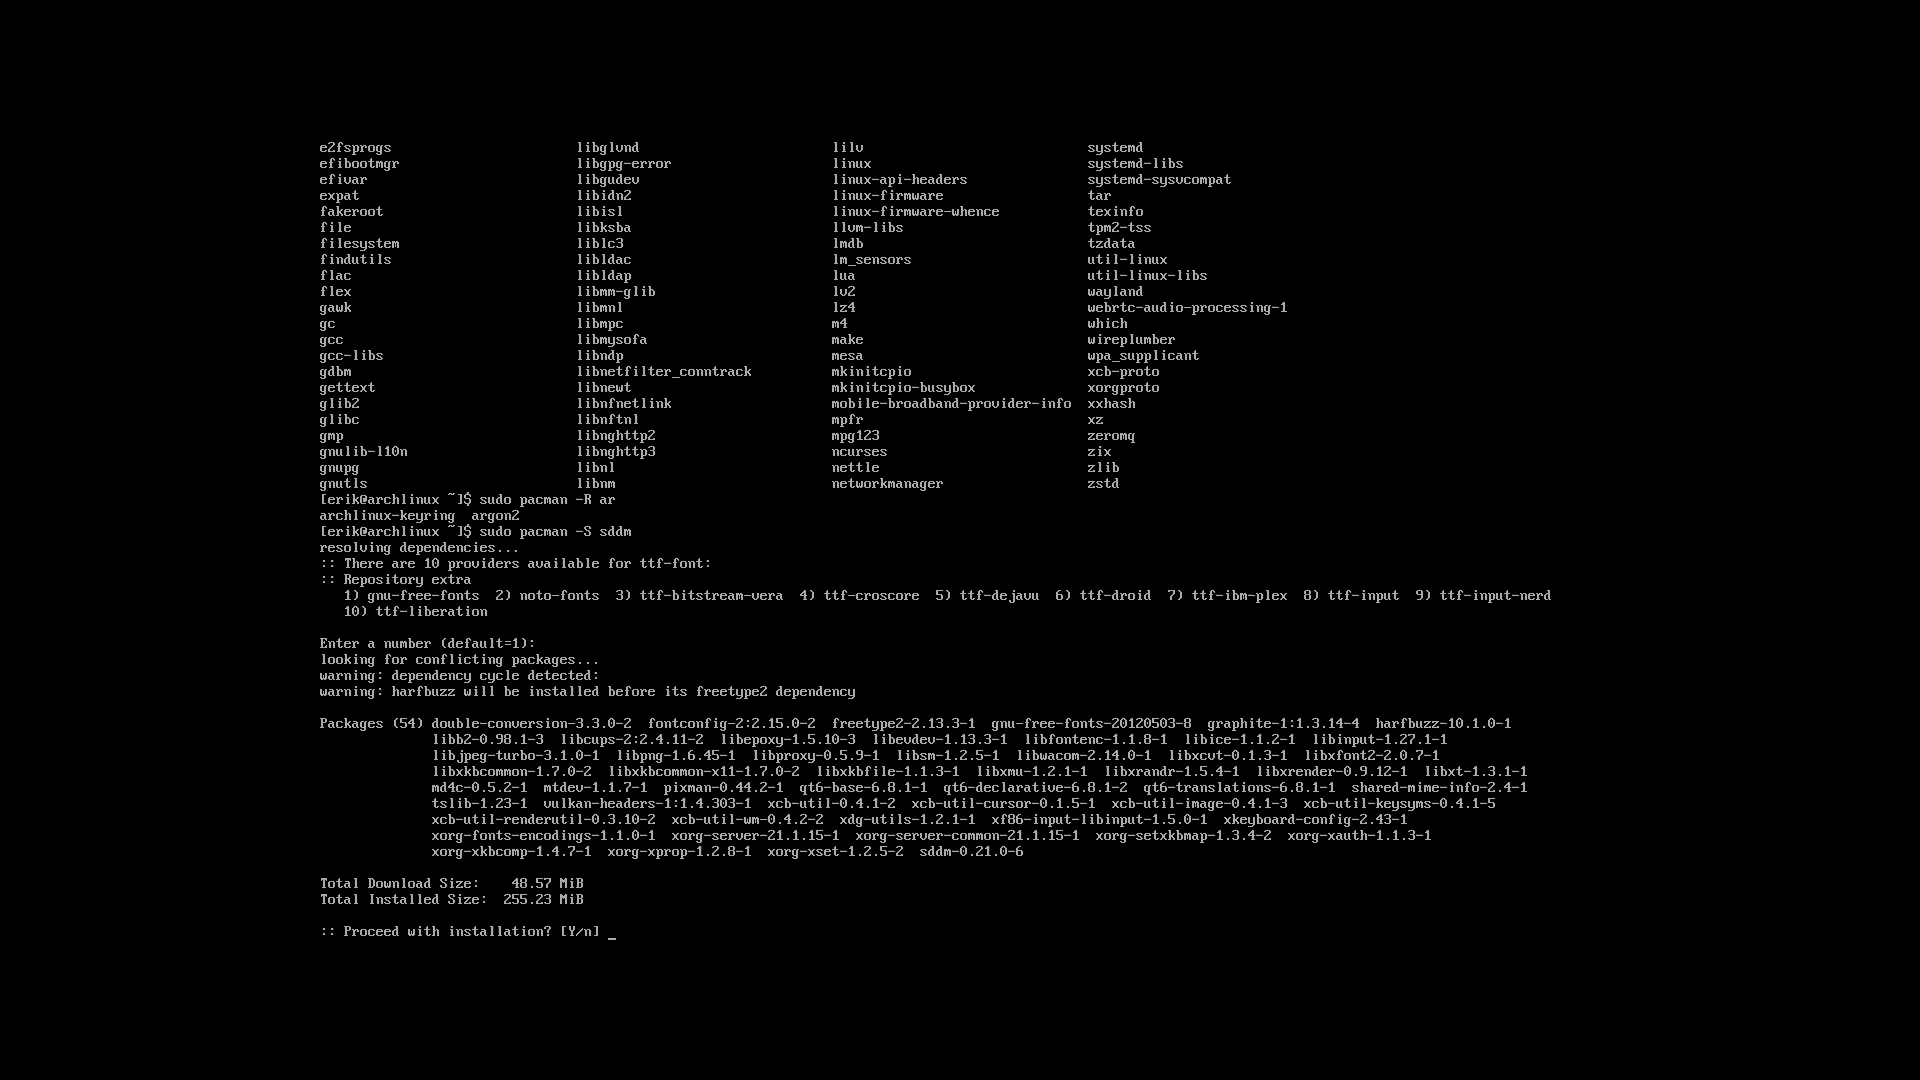 e2fsprogs libglvnd lilv systemd
efibootmgr libgpg-error linux systemd-libs
efivar libgudev linux-api-headers systemd-sysvcompat
expat libidn2 linux-firmware tar
fakeroot libisl linux-firmware-whence texinfo
file libksba llvm-libs tpm2-tss
filesystem liblc3 lmdb tzdata
findutils libldac lm_sensors util-linux
flac libldap lua util-linux-libs
flex libmm-glib lv2 wayland
gawk libmnl lz4 webrtc-audio-processing-1
gc libmpc m4 which
gcc libmysofa make wireplumber
gcc-libs libndp mesa wpa_supplicant
gdbm libnetfilter_conntrack mkinitcpio xcb-proto
gettext libnewt mkinitcpio-busybox xorgproto
glib2 libnfnetlink mobile-broadband-provider-info xxhash
glibc libnftnl mpfr xz
gmp libnghttp2 mpg123 zeromq
gnulib-l10n libnghttp3 ncurses zix
gnupg libnl nettle zlib
gnutls libnm networkmanager zstd
[erik@archlinux ~]$ sudo pacman -R ar
archlinux-keyring argon2
[erik@archlinux ~]$ sudo pacman -S sddm
resolving dependencies...
:: There are 10 providers available for ttf-font:
:: Repository extra
1) gnu-free-fonts 2) noto-fonts 3) ttf-bitstream-vera 4) ttf-croscore 5) ttf-dejavu 6) ttf-droid 7) ttf-ibm-plex 8) ttf-input 9) ttf-input-nerd
10) ttf-liberation
Enter a number (default=1):
looking for conflicting packages...
warning: dependency cycle detected:
warning: harfbuzz will be installed before its freetype2 dependency
Packages (54) double-conversion-3.3.0-2 fontconfig-2:2.15.0-2 freetype2-2.13.3-1 gnu-free-fonts-20120503-8 graphite-1:1.3.14-4 harfbuzz-10.1.0-1
libb2-0.98.1-3 libcups-2:2.4.11-2 libepoxy-1.5.10-3 libevdev-1.13.3-1 libfontenc-1.1.8-1 libice-1.1.2-1 libinput-1.27.1-1
libjpeg-turbo-3.1.0-1 libpng-1.6.45-1 libproxy-0.5.9-1 libsm-1.2.5-1 libwacom-2.14.0-1 libxcvt-0.1.3-1 libxfont2-2.0.7-1
libxkbcommon-1.7.0-2 libxkbcommon-x11-1.7.0-2 libxkbfile-1.1.3-1 libxmu-1.2.1-1 libxrandr-1.5.4-1 libxrender-0.9.12-1 libxt-1.3.1-1
md4c-0.5.2-1 mtdev-1.1.7-1 pixman-0.44.2-1 qt6-base-6.8.1-1 qt6-declarative-6.8.1-2 qt6-translations-6.8.1-1 shared-mime-info-2.4-1
tslib-1.23-1 vulkan-headers-1:1.4.303-1 xcb-util-0.4.1-2 xcb-util-cursor-0.1.5-1 xcb-util-image-0.4.1-3 xcb-util-keysyms-0.4.1-5
xcb-util-renderutil-0.3.10-2 xcb-util-wm-0.4.2-2 xdg-utils-1.2.1-1 xf86-input-libinput-1.5.0-1 xkeyboard-config-2.43-1
xorg-fonts-encodings-1.1.0-1 xorg-server-21.1.15-1 xorg-server-common-21.1.15-1 xorg-setxkbmap-1.3.4-2 xorg-xauth-1.1.3-1
xorg-xkbcomp-1.4.7-1 xorg-xprop-1.2.8-1 xorg-xset-1.2.5-2 sddm-0.21.0-6
Total Download Size: 48.57 MiB
Total Installed Size: 255.23 MiB
:: Proceed with installation? [Y/n] _